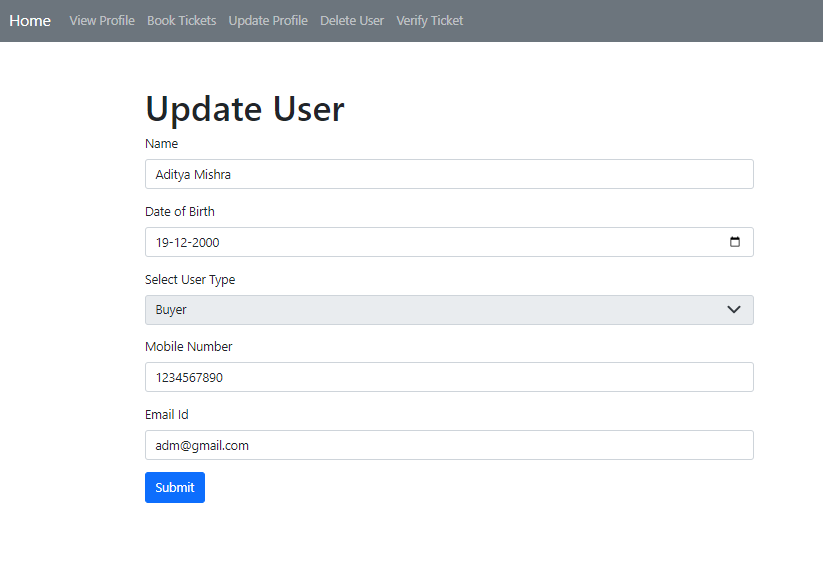 Home View Profile Book Tickets Update Profile Delete User Verify Ticket
Update User
Name
Aditya Mishra
Date of Birth
19-12-2000
Select User Type
Buyer
Mobile Number
1234567890
Email Id
adm@gmail.com
Submit